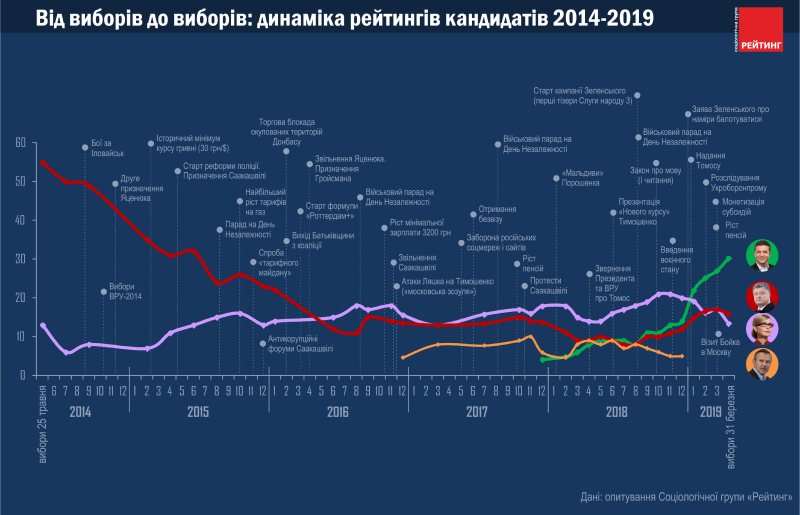 Від виборів до виборів: динаміка рейтингів кандидатів 2014-2019
соціологічна група
РЕЙТИНГ
Старт кампанії Зеленського
(перші тізери Слуги народу 3)
Заява Зеленського про
наміри балотуватися
Торгова блокада
окупованих територій
Донбасу
Історичний мінімум
курсу гривні (30 грн/$)
Бої за
Іловайськ
Військовий парад на
День Незалежності
Військовий парад на
День Незалежності
Старт реформи поліції.
Призначення Саакашвілі
Звільнення Яценюка.
Призначення
Гройсмана
«Мальдиви»
Порошенка
Закон про мову
(І читання)
Надання
Томосу
Друге
призначення
Яценюка
Найбільший
ріст тарифів
на газ
Військовий парад на
День Незалежності
Розслідування
Укроборонпрому
Старт формули
«Роттердам+»
Отримання
безвізу
Презентація
«Нового курсу»
Тимошенко
Монетизація
субсидій
Парад на День
Незалежності
Вихід Батьківщини
з коаліції
Ріст мінімальної
зарплати 3200 грн
Заборона російських
соцмереж і сайтів
Ріст
пенсій
Спроба
«тарифного
майдану»
Звільнення
Саакашвілі
Ріст
пенсій
Введення
воєнного
стану
Атаки Ляшка на Тимошенко
(«московська зозуля»)
Протести
Саакашвілі
Звернення
Президента
та ВРУ
про Томос
Вибори
ВРУ-2014
Антикорупційні
форуми Саакашвілі
Візит Бойка
в Москву
60
50
40
30
20
10
0
вибори 25 травня
6 7 8 9 10 11 12 1 2 3 4 5 6 7 8 9 10 11 12 1 2 3 4 5 6 7 8 9 10 11 12 1 2 3 4 5 6 7 8 9 10 11 12 1 2 3 4 5 6 7 8 9 10 11 12 1 2 3
вибори 31 березня
2014 2015 2016 2017 2018 2019
Дані: опитування Соціологічної групи «Рейтинг»